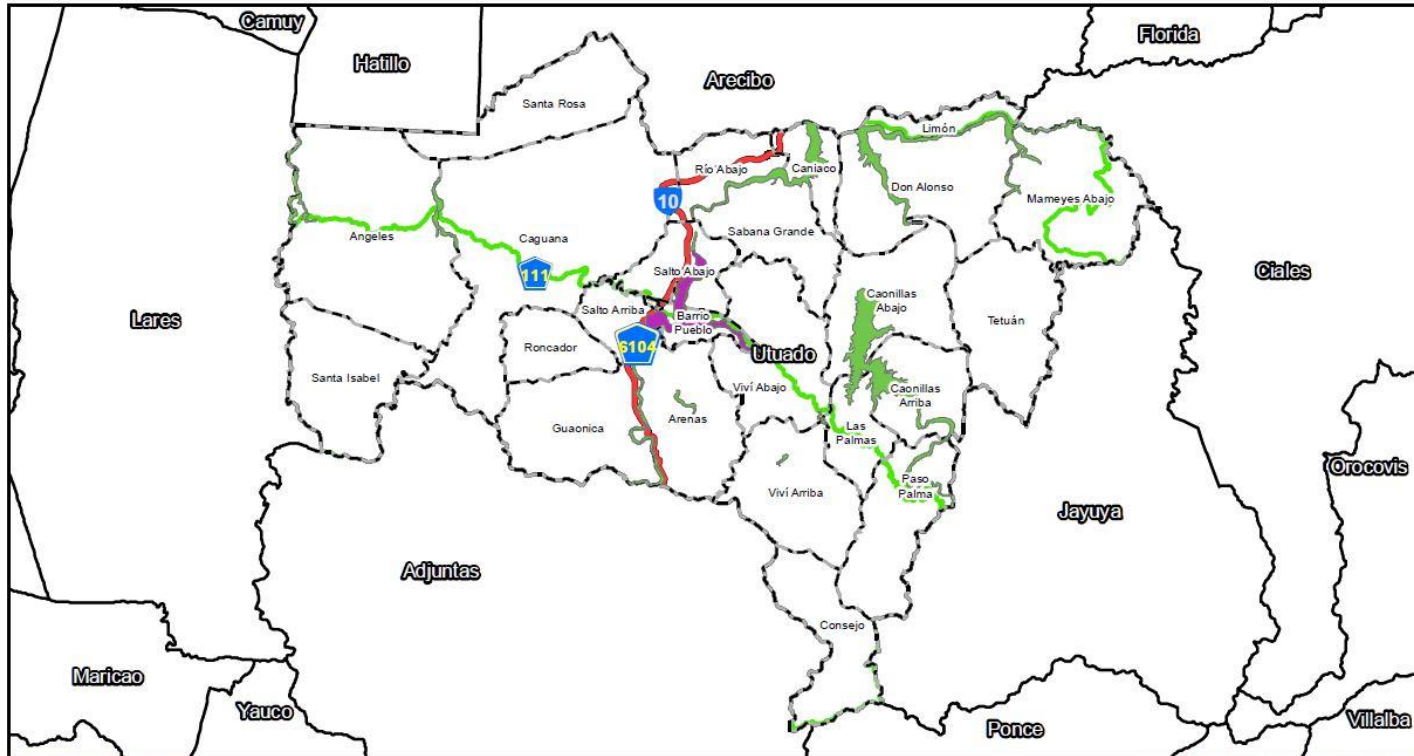 Camuy
Florida
Hatillo
Arecibo
Santa Rosa
Limón
Río Abajo
Caniaco
Don Alonso
10
Mameyes Abajo
Sabana Grande
Angeles
Caguana
Salto Abajo
111
Ciales
Caonillas
Abajo
Salto Arriba
Barrio
Pueblo
Tetuán
Lares
6104
Roncador
Utuado
Santa Isabel
Viví Abajo
Caonillas
Arriba
Arenas
Guaonica
Las
Palmas
Orocovis
Paso
Palma
Viví Arriba
Jayuya
Adjuntas
Consejo
Maricao
Yauco
Ponce
Villalba